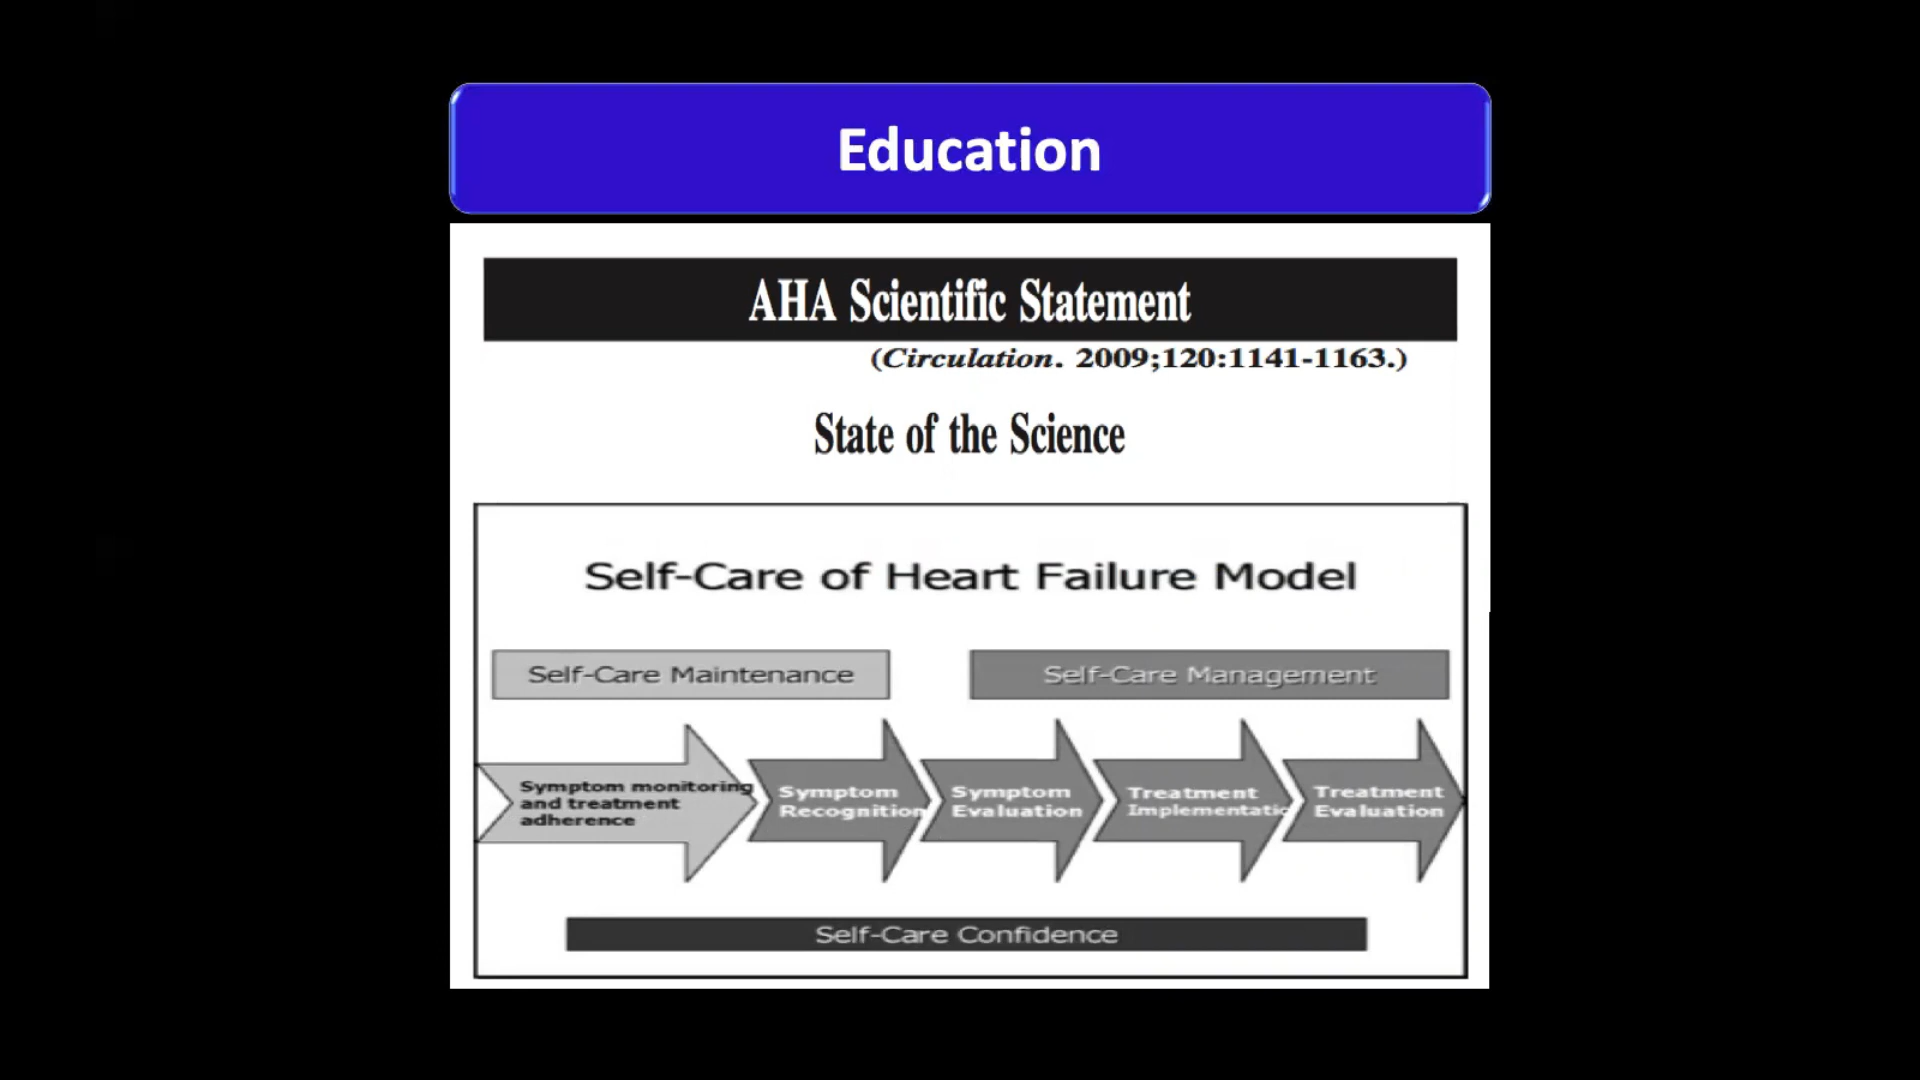 Education
AHA Scientific Statement
(Circulation. 2009;120:1141-1163.)
State of the Science
Self-Care of Heart Failure Model
Self-Care Maintenance
Self-Care Management
Symptom monitoring
and treatment
adherence
Symptom
Recognition
Symptom
Evaluation
Treatment
Implementatio
Treatment
Evaluation
Self-Care Confidence